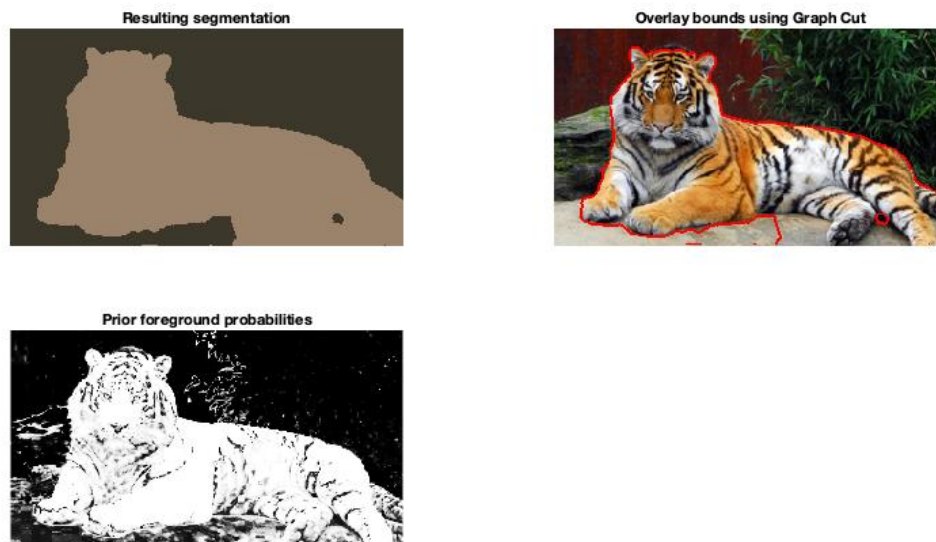 Resulting segmentation
Overlay bounds using Graph Cut
Prior foreground probabilities